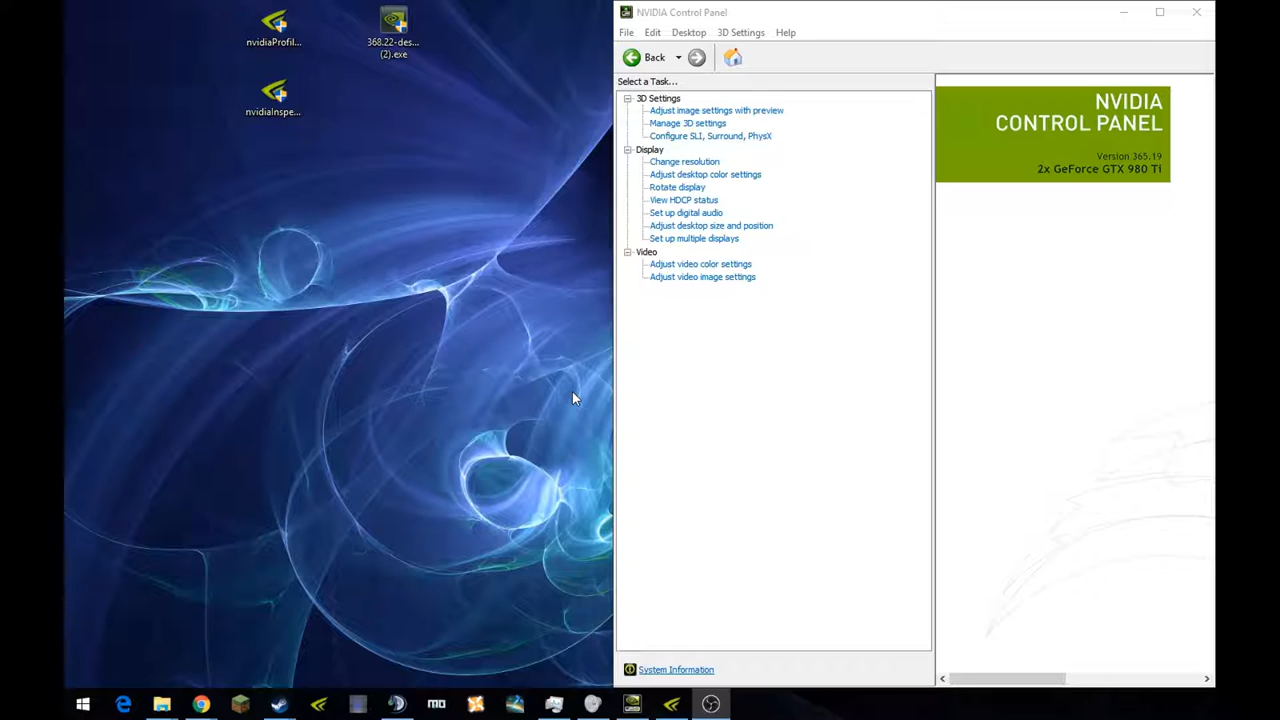 nvidiaProfil...
368.22-des...
(2).exe
nvidiaInspe...
NVIDIA Control Panel
File Edit Desktop 3D Settings Help
Back
Select a Task...
3D Settings
Adjust image settings with preview
Manage 3D settings
Configure SLI, Surround, PhysX
Display
Change resolution
Adjust desktop color settings
Rotate display
View HDCP status
Set up digital audio
Adjust desktop size and position
Set up multiple displays
Video
Adjust video color settings
Adjust video image settings
System Information
NVIDIA
CONTROL PANEL
Version 365.19
2x GeForce GTX 980 Ti